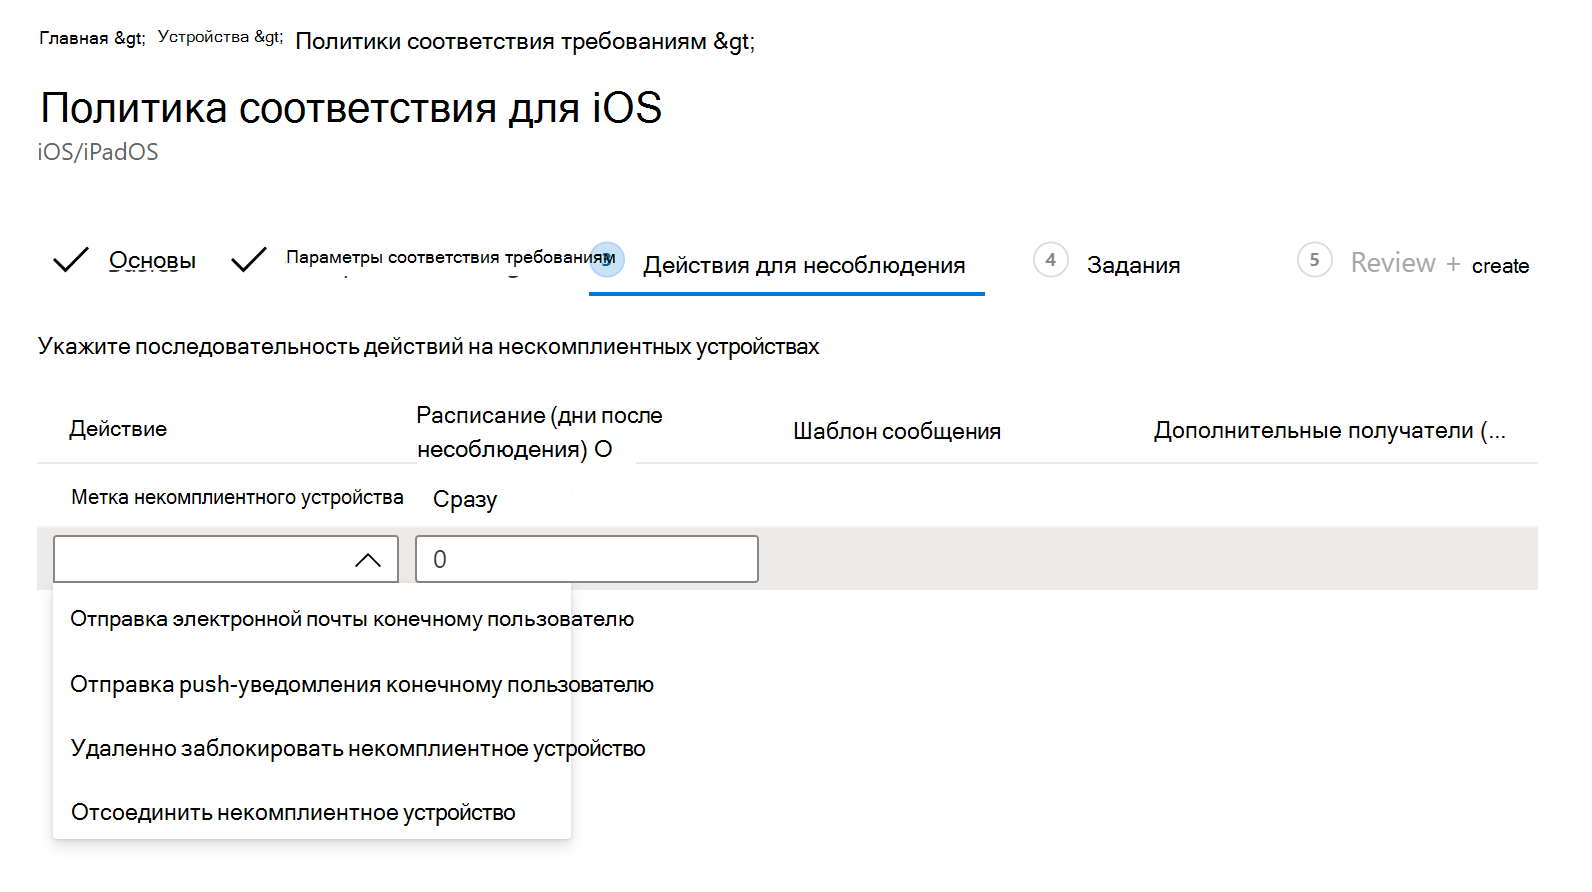 Главная &gt; Устройства &gt; Политики соответствия требованиям &gt;
Политика соответствия для iOS
iOS/iPadOS
Основы Параметры соответствия требованиям 3 Действия для несоблюдения 4 Задания 5 Review + create
Укажите последовательность действий на нескомплиентных устройствах
Действие Расписание (дни после несоблюдения) О Шаблон сообщения Дополнительные получатели (...
Метка некомплиентного устройства Сразу
0
Отправка электронной почты конечному пользователю
Отправка push-уведомления конечному пользователю
Удаленно заблокировать некомплиентное устройство
Отсоединить некомплиентное устройство